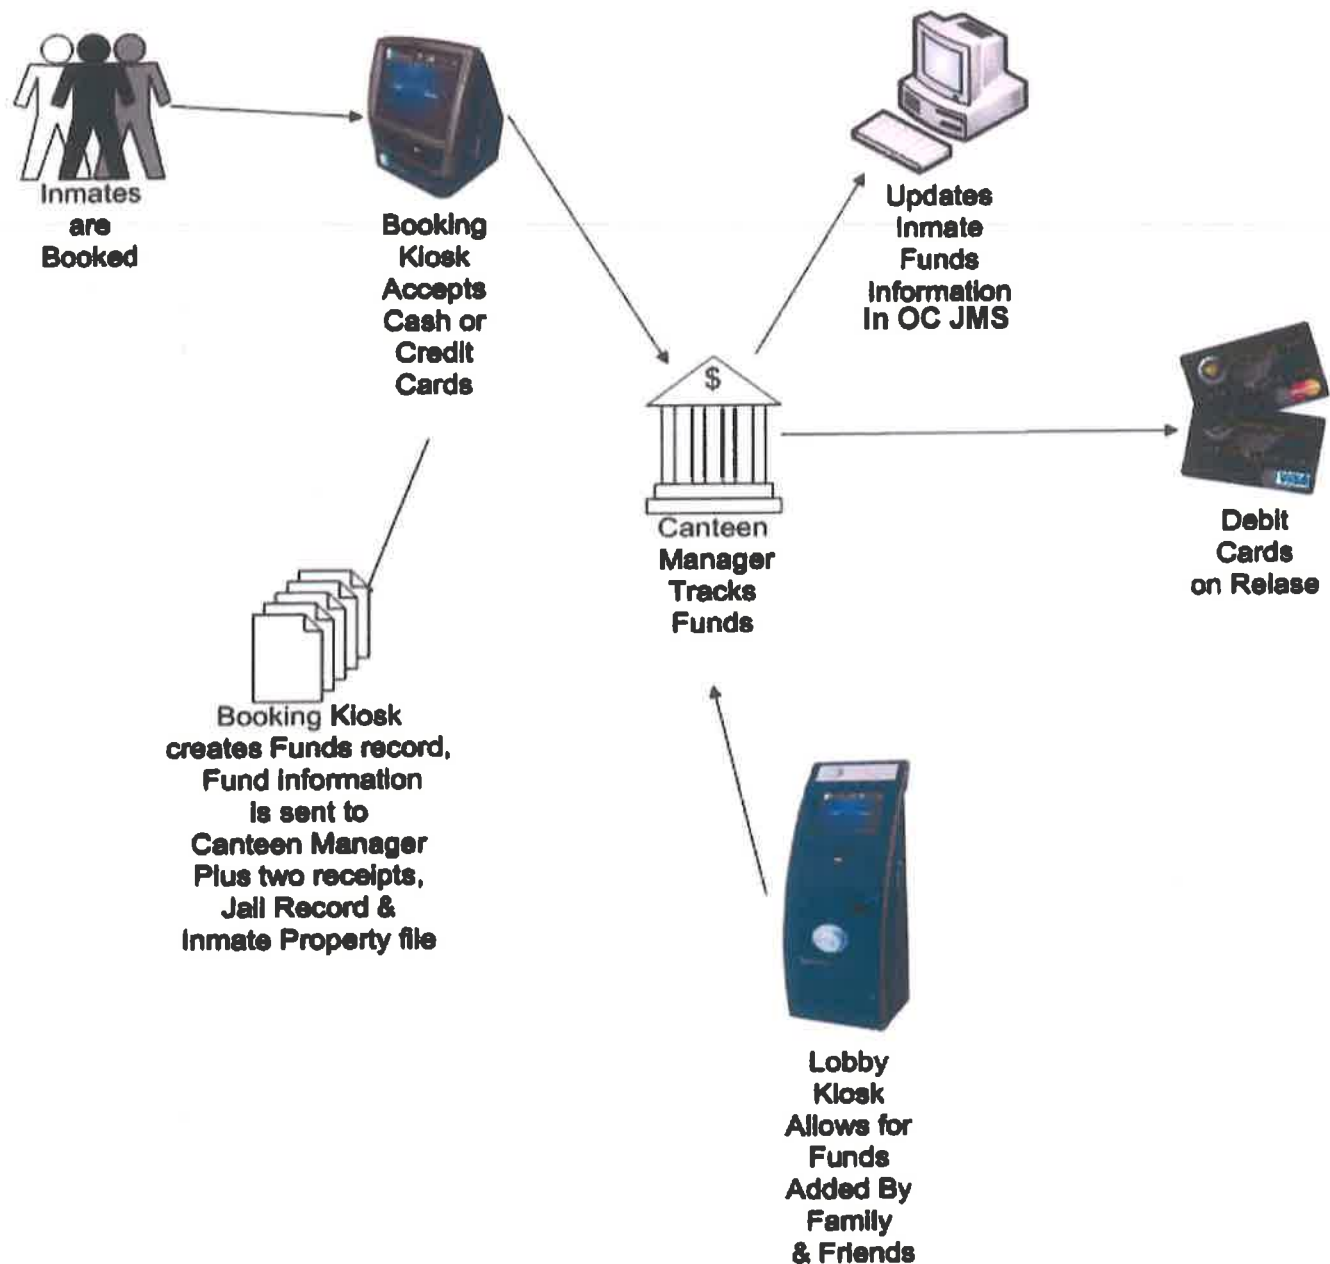 Inmates
are
Booked
Booking
Kiosk
Accepts
Cash or
Credit
Cards
Updates
Inmate
Funds
Information
In OC JMS
$
Canteen
Manager
Tracks
Funds
VISA
Debit
Cards
on Relase
Booking Kiosk
creates Funds record,
Fund Information
is sent to
Canteen Manager
Plus two receipts,
Jail Record &
Inmate Property file
Lobby
Kiosk
Allows for
Funds
Added By
Family
& Friends